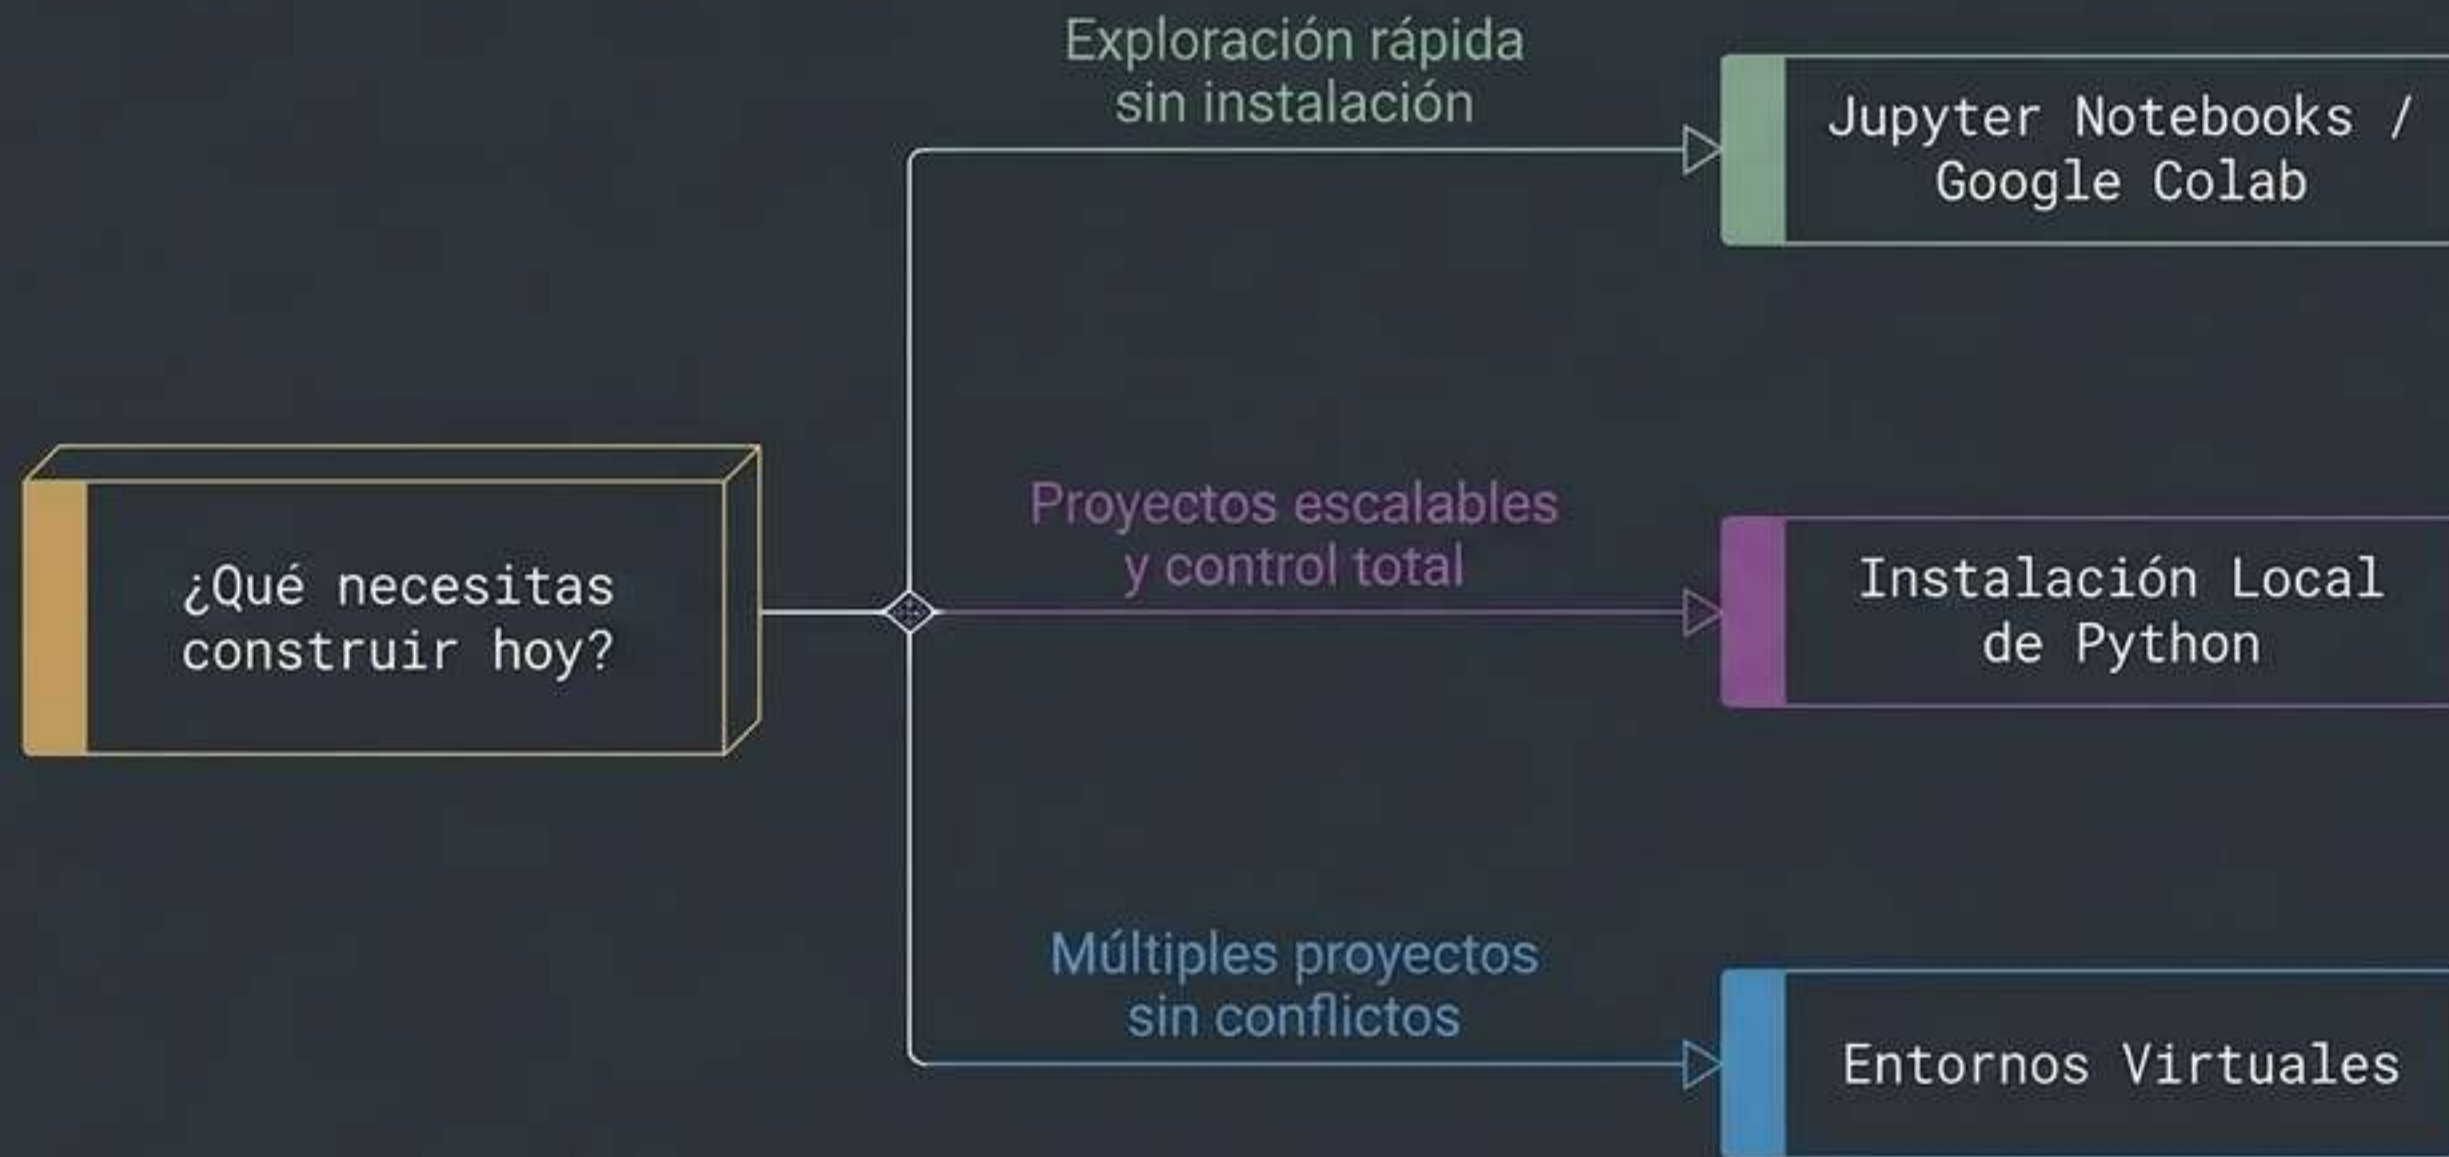 Exploración rápida
sin instalación
Jupyter Notebooks /
Google Colab
¿Qué necesitas
construir hoy?
Proyectos escalables
y control total
Instalación Local
de Python
Múltiples proyectos
sin conflictos
Entornos Virtuales